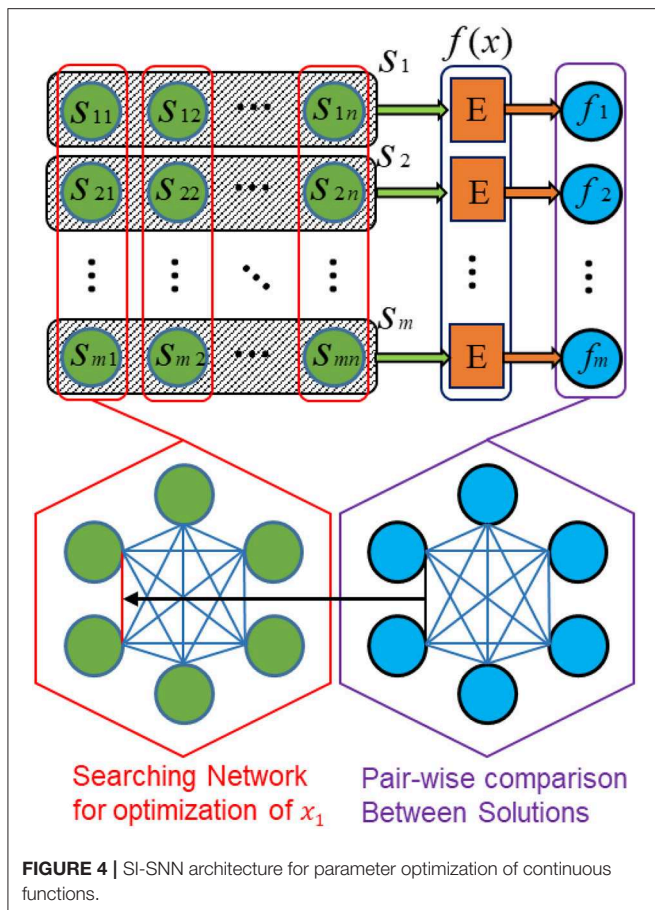 f(x)
S₁₁ S₁₂ ... S₁ₙ S₁ E f₁
S₂₁ S₂₂ ... S₂ₙ S₂ E f₂
⋮ ⋮ ⋱ ⋮ ⋮ ⋮
Sₘ₁ Sₘ₂ ... Sₘₙ Sₘ E fₘ
Searching Network
for optimization of x₁
Pair-wise comparison
Between Solutions
FIGURE 4 | SI-SNN architecture for parameter optimization of continuous
functions.